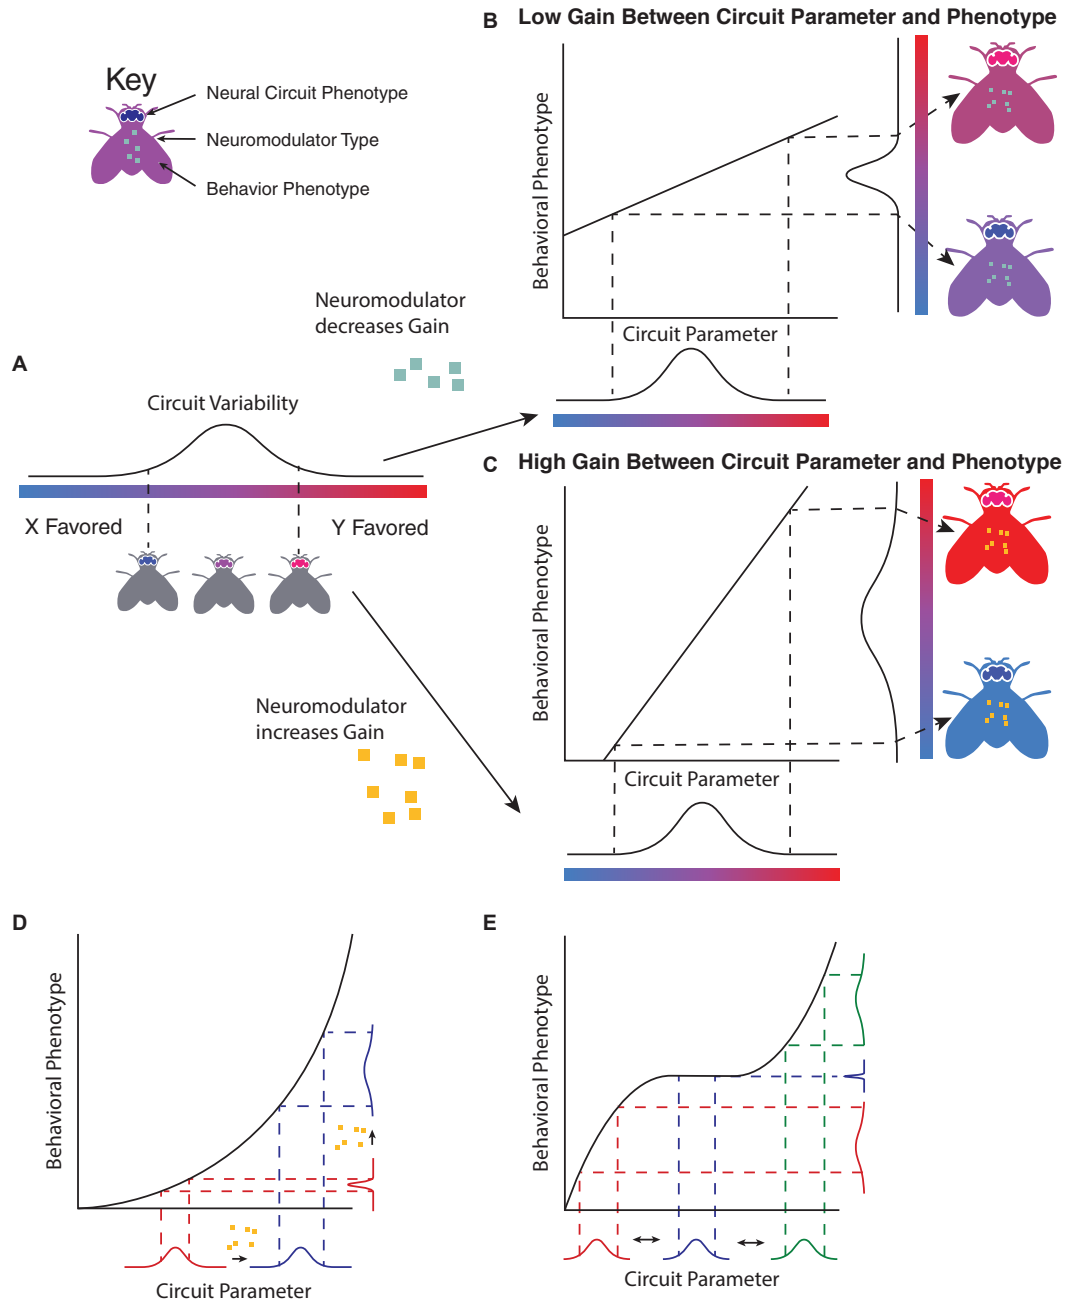 B Low Gain Between Circuit Parameter and Phenotype
Key
Neural Circuit Phenotype
Neuromodulator Type
Behavior Phenotype
Behavioral Phenotype
Circuit Parameter
Neuromodulator
decreases Gain
A
Circuit Variability
X Favored
Y Favored
C High Gain Between Circuit Parameter and Phenotype
Behavioral Phenotype
Circuit Parameter
Neuromodulator
increases Gain
D
Behavioral Phenotype
Circuit Parameter
E
Behavioral Phenotype
Circuit Parameter